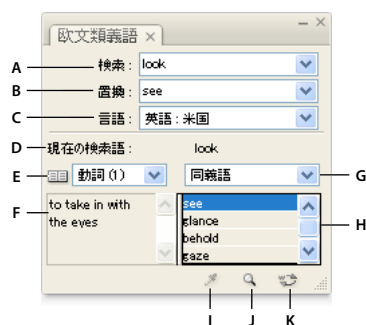 欧文類義語 ×
A 検索 : look
B 置換 : see
C 言語 : 英語 : 米国
D 現在の検索語 : look
E 動詞 (1) 同義語 G
F to take in with
the eyes
see
glance
behold
gaze
H
I J K